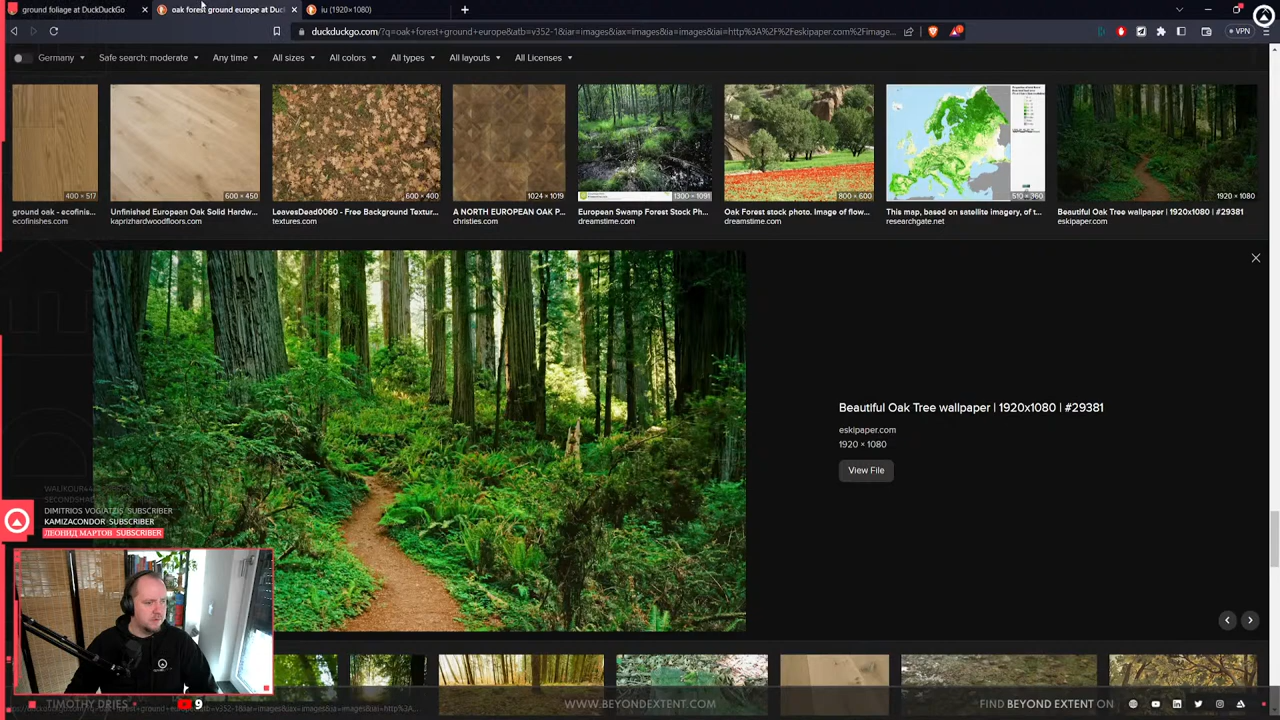 ground foliage at DuckDuckGo
oak forest ground europe at Duc
iu (1920×1080)
duckduckgo.com/?q=oak+forest+ground+europe&atb=v352-1&iar=images&iax=images&ia=images&iai=http%3A%2F%2Feskipaper.com%2Fimage...
VPN
Germany
Safe search: moderate
Any time
All sizes
All colors
All types
All layouts
All Licenses
400 × 517
600 × 450
600 × 400
1024 × 1019
1300 × 1091
800 × 600
510 × 360
1920 × 1080
ground oak - ecofinis...
ecofinishes.com
Unfinished European Oak Solid Hardw...
kaprizhardwoodfloors.com
LeavesDead0060 - Free Background Textur...
textures.com
A NORTH EUROPEAN OAK P...
christies.com
European Swamp Forest Stock Ph...
dreamstime.com
Oak Forest stock photo. Image of flow...
dreamstime.com
This map, based on satellite imagery, of t...
researchgate.net
Beautiful Oak Tree wallpaper | 1920x1080 | #29381
eskipaper.com
Beautiful Oak Tree wallpaper | 1920x1080 | #29381
eskipaper.com
1920 × 1080
View File
DIMITRIOS VOGIATZIS SUBSCRIBER
KAMIZACONDOR SUBSCRIBER
ЛЕОНИД МАРТОВ SUBSCRIBER
TIMOTHY DRIES
9
WWW.BEYONDEXTENT.COM
FIND BEYOND EXTENT ON